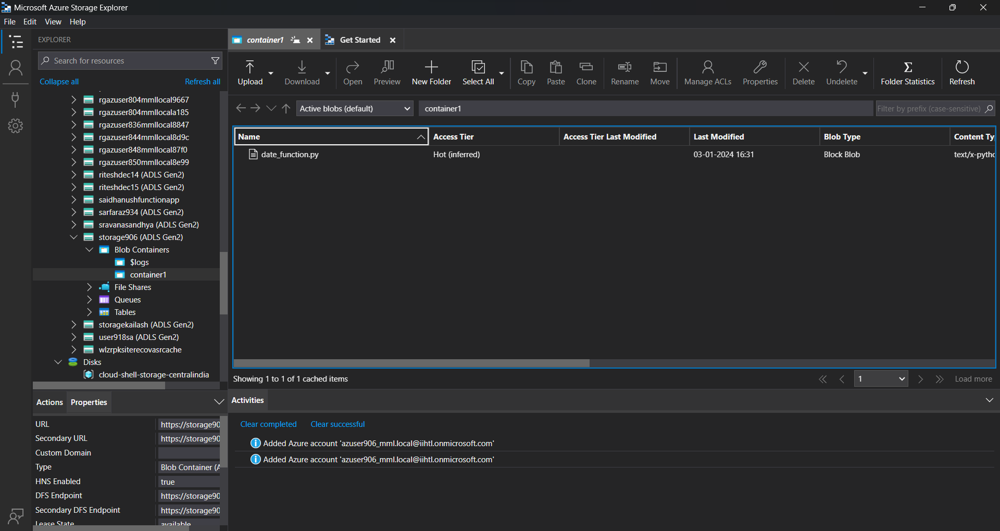 Microsoft Azure Storage Explorer
File Edit View Help
EXPLORER
Search for resources
Collapse all Refresh all
rgazuser804mmllocal9667
rgazuser804mmllocala185
rgazuser836mmllocal8847
rgazuser844mmllocal8d9c
rgazuser848mmllocal87f0
rgazuser850mmllocal8e99
riteshdec14 (ADLS Gen2)
riteshdec15 (ADLS Gen2)
saidhanushfunctionapp
sarfaraz934 (ADLS Gen2)
sravanasandhya (ADLS Gen2)
storage906 (ADLS Gen2)
Blob Containers
$logs
container1
File Shares
Queues
Tables
storagekailash (ADLS Gen2)
user918sa (ADLS Gen2)
wlzrpksiterecovasrcache
Disks
cloud-shell-storage-centralindia
Actions Properties
URL https://storage90
Secondary URL https://storage90
Custom Domain
Type Blob Container (A
HNS Enabled true
DFS Endpoint https://storage90
Secondary DFS Endpoint https://storage90
Lease State available
container1 Get Started
Upload Download Open Preview New Folder Select All Copy Paste Clone Rename Move Manage ACLs Properties Delete Undelete Folder Statistics Refresh
Active blobs (default) container1 Filter by prefix (case-sensitive)
Name Access Tier Access Tier Last Modified Last Modified Blob Type Content Ty
date_function.py Hot (inferred) 03-01-2024 16:31 Block Blob text/x-pytho
Showing 1 to 1 of 1 cached items 1 Load more
Activities
Clear completed Clear successful
Added Azure account 'azuser906_mml.local@iihtl.onmicrosoft.com'
Added Azure account 'azuser906_mml.local@iihtl.onmicrosoft.com'